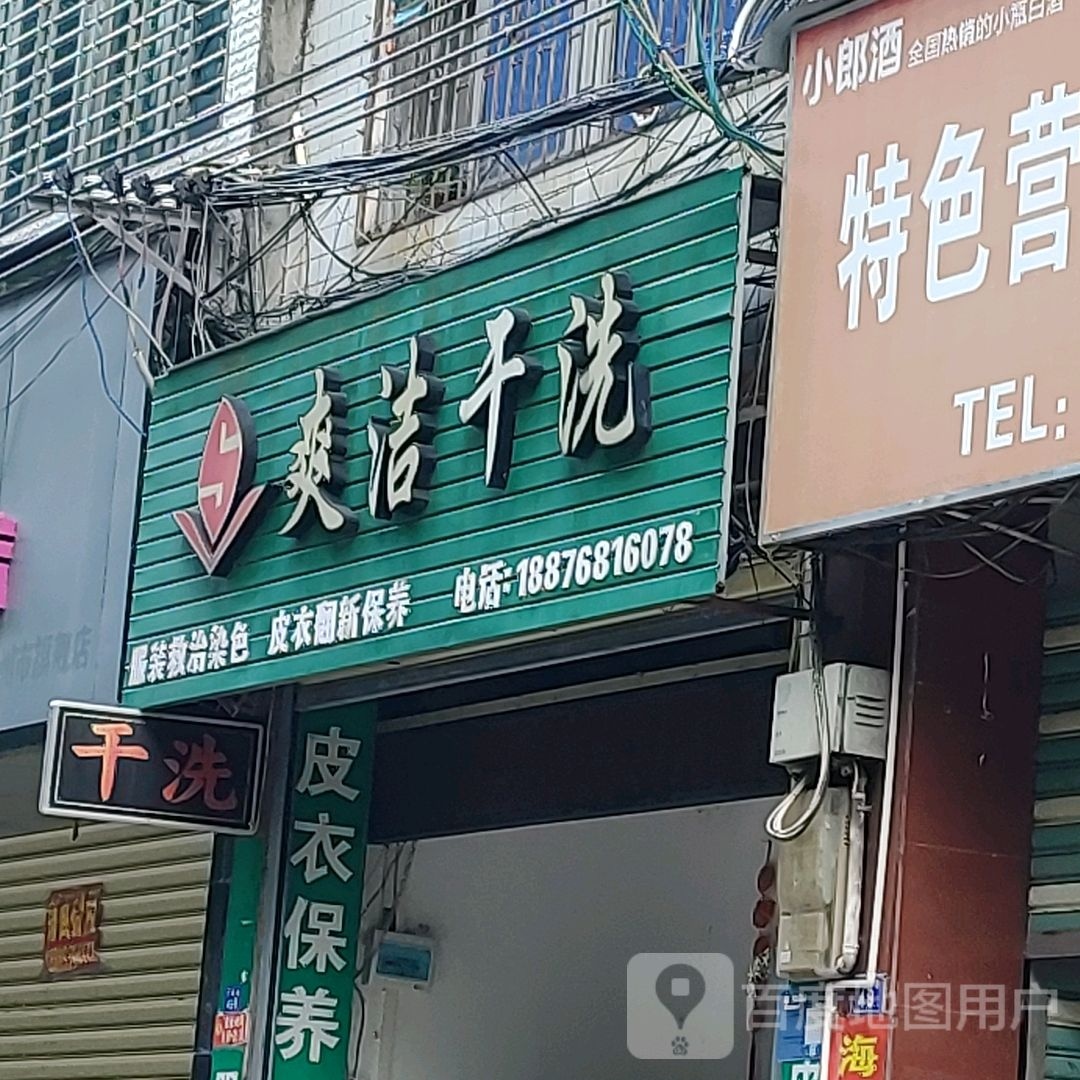 小郎酒 全国热销的小瓶白酒
特色营
TEL:
爽洁干洗
服装救治染色 皮衣翻新保养 电话:18876816078
干洗
皮衣保养
海
百度地图用户